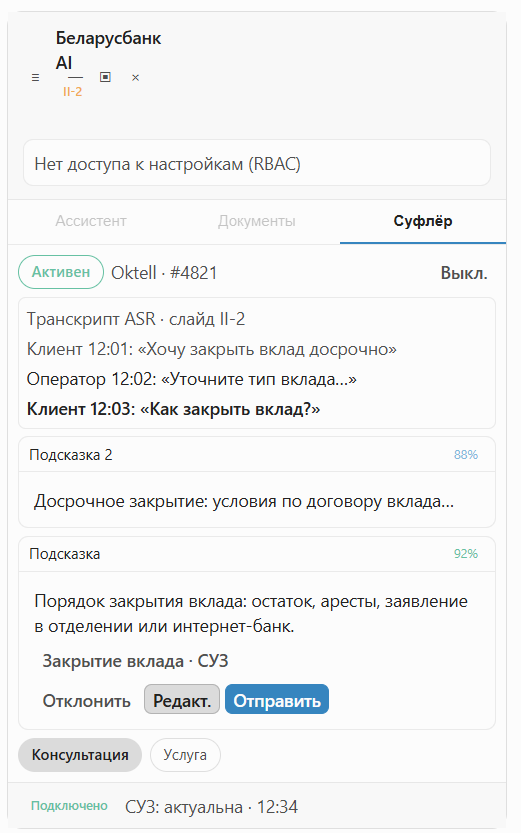 Беларусбанк
AI
≡ — ▣ ×
II-2
Нет доступа к настройкам (RBAC)
Ассистент Документы Суфлёр
Активен Oktell · #4821 Выкл.
Транскрипт ASR · слайд II-2
Клиент 12:01: «Хочу закрыть вклад досрочно»
Оператор 12:02: «Уточните тип вклада…»
Клиент 12:03: «Как закрыть вклад?»
Подсказка 2 88%
Досрочное закрытие: условия по договору вклада…
Подсказка 92%
Порядок закрытия вклада: остаток, аресты, заявление
в отделении или интернет-банк.
Закрытие вклада · СУЗ
Отклонить Редакт. Отправить
Консультация Услуга
Подключено СУЗ: актуальна · 12:34